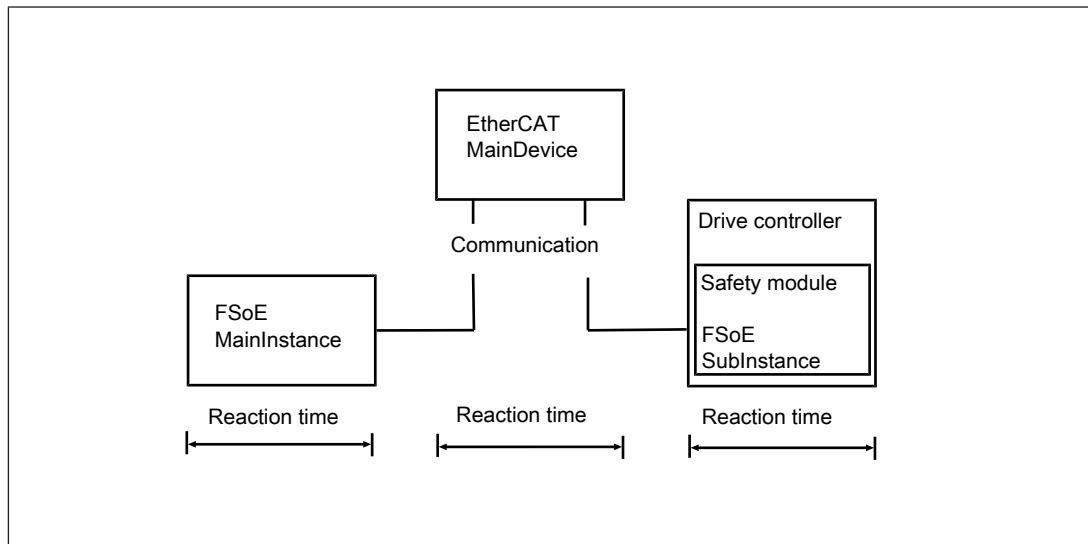 EtherCAT
MainDevice
Communication
FSoE
MainInstance
Drive controller
Safety module
FSoE
SubInstance
Reaction time
Reaction time
Reaction time